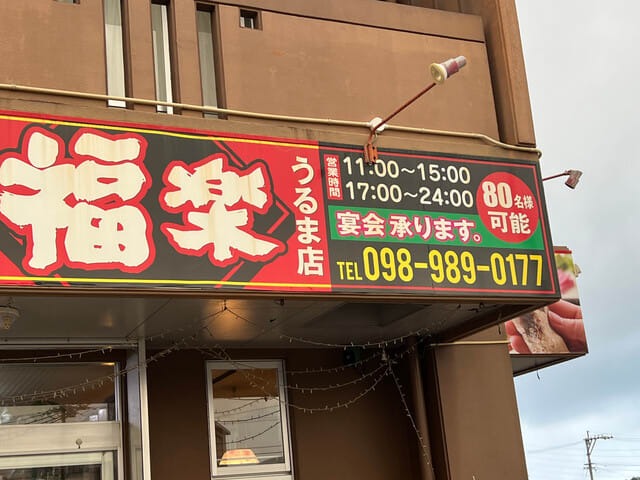 福楽
うるま店
営業時間
11:00～15:00
17:00～24:00
宴会承ります。
80名様
可能
TEL 098-989-0177